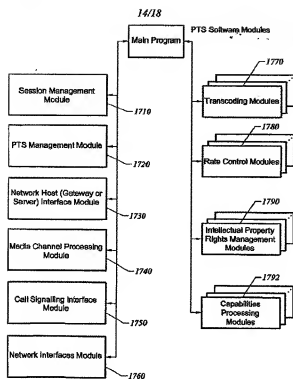 14/18
Main Program
PTS Software Modules
Session Management
Module
1710
PTS Management Module
1720
Network Host (Gateway or
Server) Interface Module
1730
Media Channel Processing
Module
1740
Call Signalling Interface
Module
1750
Network Interfaces Module
1760
1770
Transcoding Modules
1780
Rate Control Modules
1790
Intellectual Property
Rights Management
Modules
1792
Capabilities
Processing
Modules